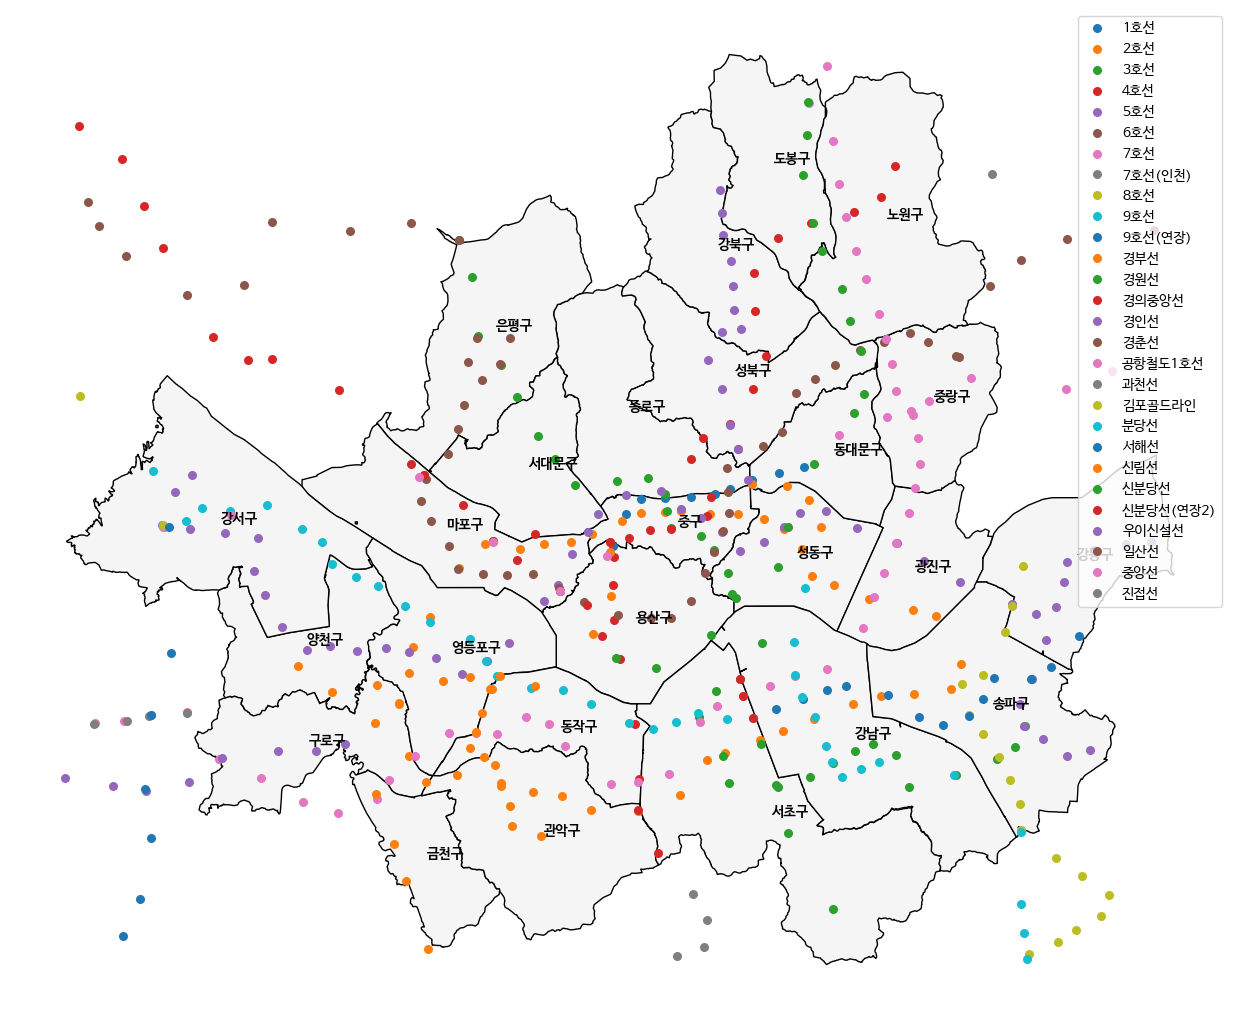 1호선
2호선
3호선
4호선
5호선
6호선
7호선
7호선(인천)
8호선
9호선
9호선(연장)
경부선
경원선
경의중앙선
경인선
경춘선
공항철도1호선
과천선
김포골드라인
분당선
서해선
신림선
신분당선
신분당선(연장2)
우이신설선
일산선
중앙선
진접선
도봉구
노원구
강북구
은평구
성북구
종로구
중랑구
동대문구
서대문구
강서구
마포구
중구
성동구
강동구
광진구
용산구
양천구
영등포구
송파구
동작구
강남구
구로구
서초구
관악구
금천구